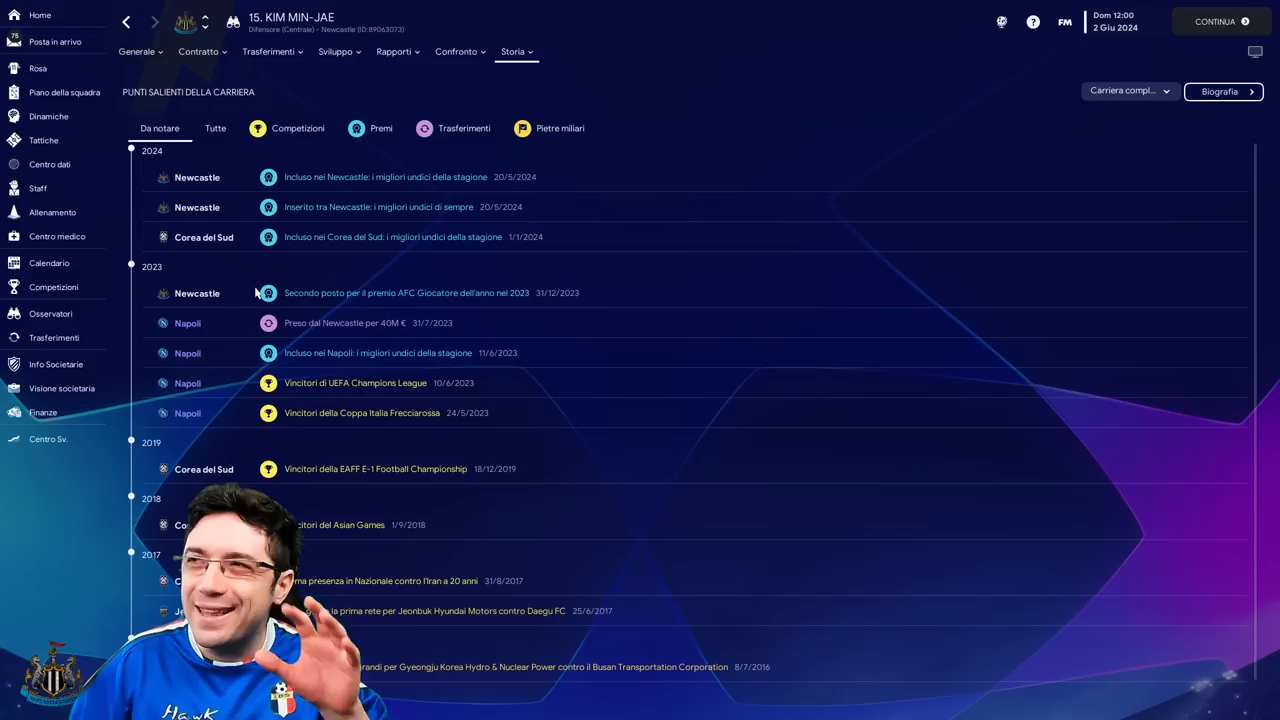 Home
75
Posta in arrivo
Rosa
Piano della squadra
Dinamiche
Tattiche
Centro dati
Staff
Allenamento
Centro medico
Calendario
Competizioni
Osservatori
Trasferimenti
Info Societarie
Visione societaria
Finanze
Centro Sv.
15. KIM MIN-JAE
Difensore (Centrale) - Newcastle (ID:89063073)
?
FM
Dom 12:00
2 Giu 2024
CONTINUA
Generale Contratto Trasferimenti Sviluppo Rapporti Confronto Storia
PUNTI SALIENTI DELLA CARRIERA
Carriera compl...
Biografia
Da notare Tutte Competizioni Premi Trasferimenti Pietre miliari
2024
Newcastle Incluso nei Newcastle: i migliori undici della stagione 20/5/2024
Newcastle Inserito tra Newcastle: i migliori undici di sempre 20/5/2024
Corea del Sud Incluso nei Corea del Sud: i migliori undici della stagione 1/1/2024
2023
Newcastle Secondo posto per il premio AFC Giocatore dell'anno nel 2023 31/12/2023
Napoli Preso dal Newcastle per 40M € 31/7/2023
Napoli Incluso nei Napoli: i migliori undici della stagione 11/6/2023
Napoli Vincitori di UEFA Champions League 10/6/2023
Napoli Vincitori della Coppa Italia Frecciarossa 24/5/2023
2019
Corea del Sud Vincitori della EAFF E-1 Football Championship 18/12/2019
2018
Co citori del Asian Games 1/9/2018
2017
C ma presenza in Nazionale contro l'Iran a 20 anni 31/8/2017
Je la prima rete per Jeonbuk Hyundai Motors contro Daegu FC 25/6/2017
randi per Gyeongju Korea Hydro & Nuclear Power contro il Busan Transportation Corporation 8/7/2016
Hawk